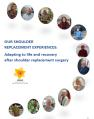 OUR SHOULDER
REPLACEMENT EXPERIENCES:
Adapting to life and recovery
after shoulder replacement surgery